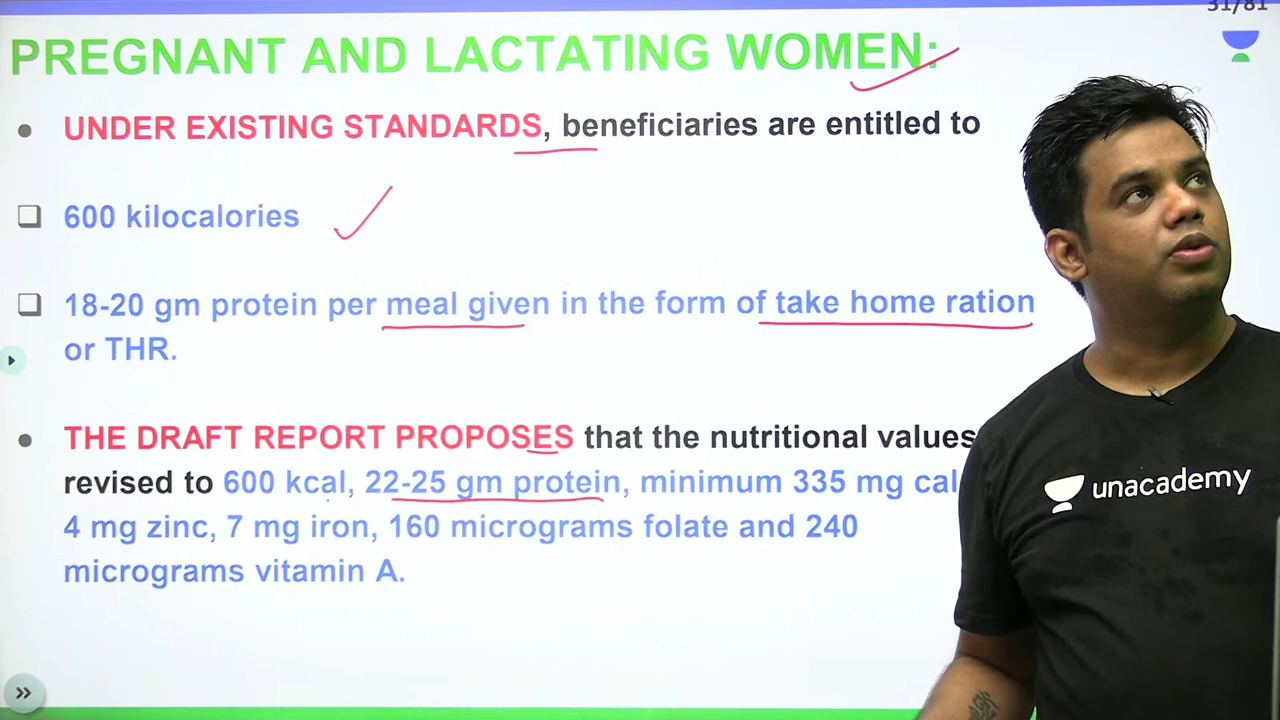 31/81
PREGNANT AND LACTATING WOMEN:
UNDER EXISTING STANDARDS, beneficiaries are entitled to
600 kilocalories
18-20 gm protein per meal given in the form of take home ration
or THR.
THE DRAFT REPORT PROPOSES that the nutritional values
revised to 600 kcal, 22-25 gm protein, minimum 335 mg cal
4 mg zinc, 7 mg iron, 160 micrograms folate and 240
micrograms vitamin A.
unacademy